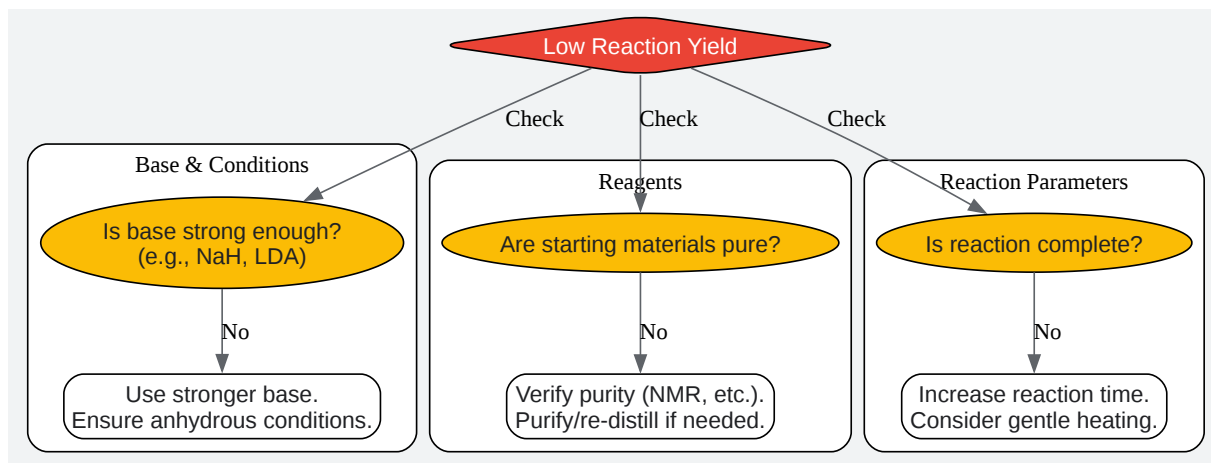 Low Reaction Yield
Check
Check
Check
Base & Conditions
Is base strong enough?
(e.g., NaH, LDA)
No
Use stronger base.
Ensure anhydrous conditions.
Reagents
Are starting materials pure?
No
Verify purity (NMR, etc.).
Purify/re-distill if needed.
Reaction Parameters
Is reaction complete?
No
Increase reaction time.
Consider gentle heating.